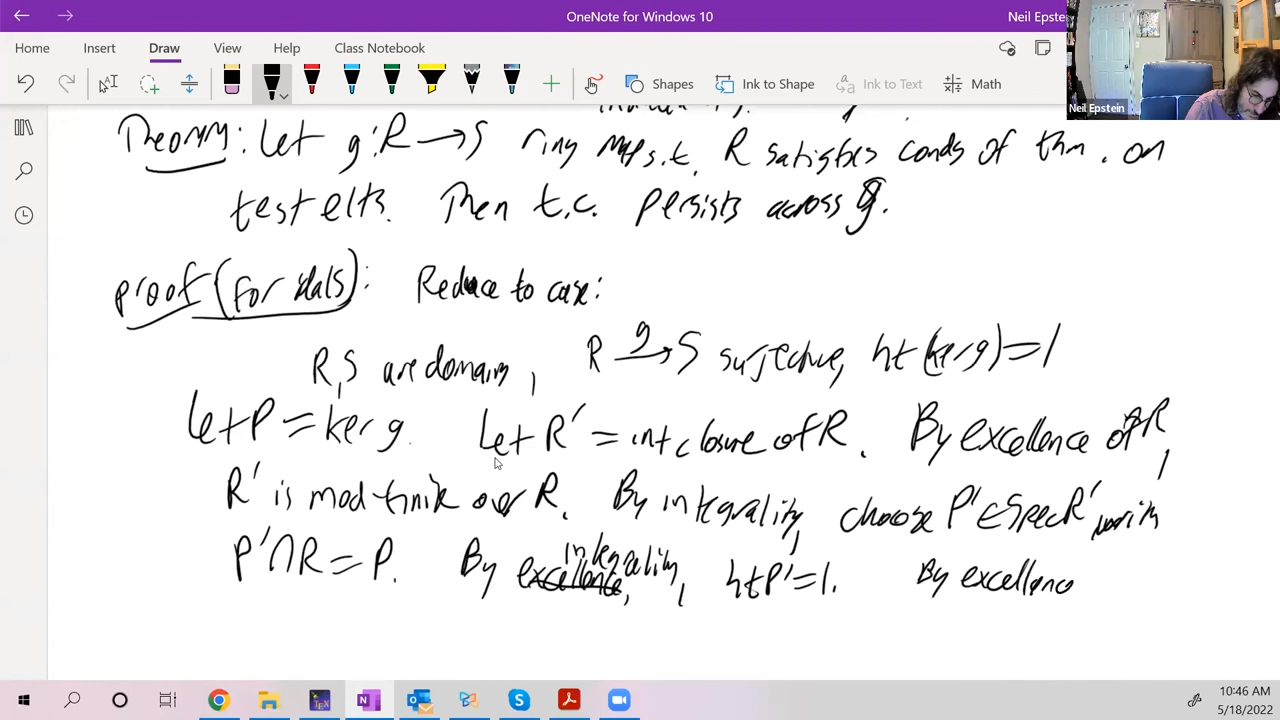 OneNote for Windows 10
Neil Epste
Home Insert Draw View Help Class Notebook
Shapes Ink to Shape Ink to Text Math
Neil Epstein
Theorem: Let g: R → S ring map s.t. R satisfies conds of thm. on
test elts. Then t.c. persists across g.
proof (for ideals): Reduce to case:
R, S are domains, R →g S surjective, ht(ker g) = 1
Let P = ker g. Let R' = int closure of R. By excellence of R,
R' is mod-finite over R. By integrality, choose P' ∈ Spec R' with
P' ∩ R = P. By integrality, ht P' = 1. By excellenc
10:46 AM
5/18/2022